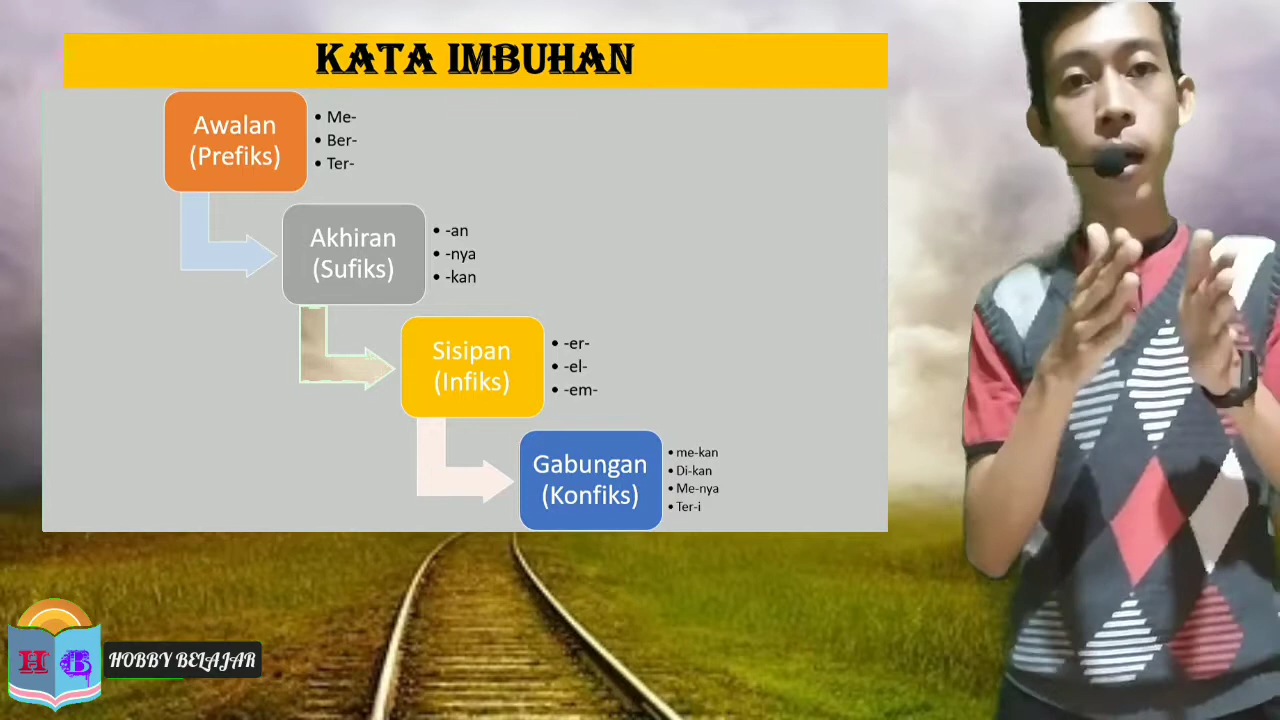 KATA IMBUHAN
Awalan
(Prefiks)
• Me-
• Ber-
• Ter-
Akhiran
(Sufiks)
• -an
• -nya
• -kan
Sisipan
(Infiks)
• -er-
• -el-
• -em-
Gabungan
(Konfiks)
• me-kan
• Di-kan
• Me-nya
• Ter-i
H B
HOBBY BELAJAR